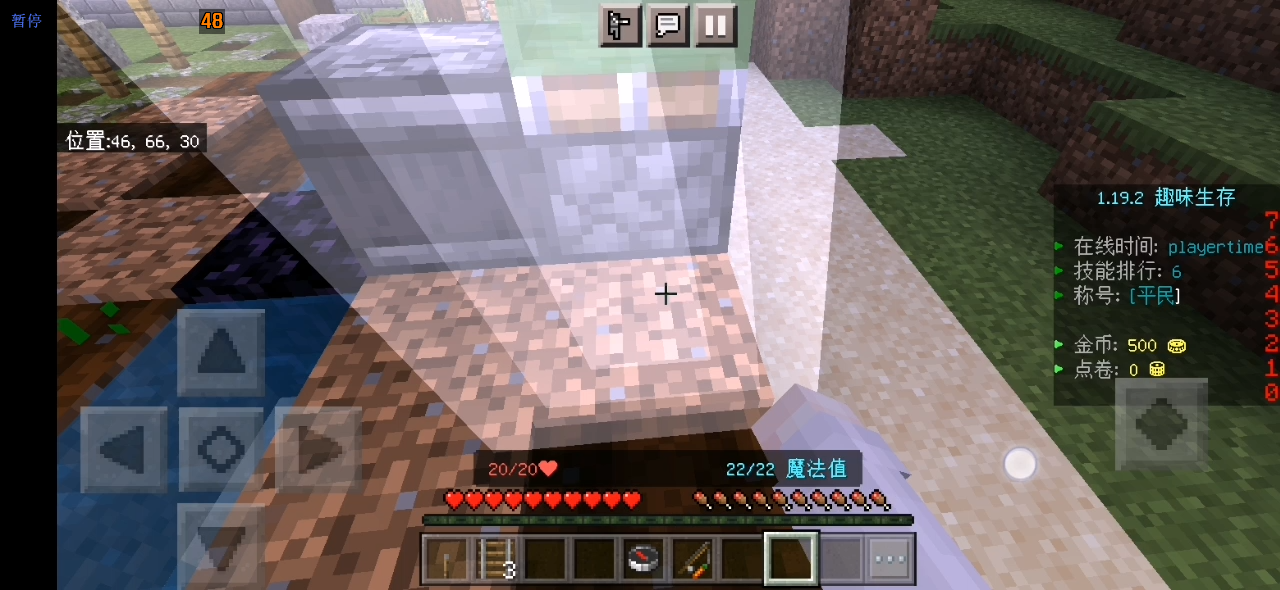 暂停
48
位置:46, 66, 30
1.19.2 趣味生存
7
在线时间: playertime 6
技能排行: 6 5
称号: [平民] 4
3
金币: 500 2
点卷: 0 1
0
20/20 22/22 魔法值
3